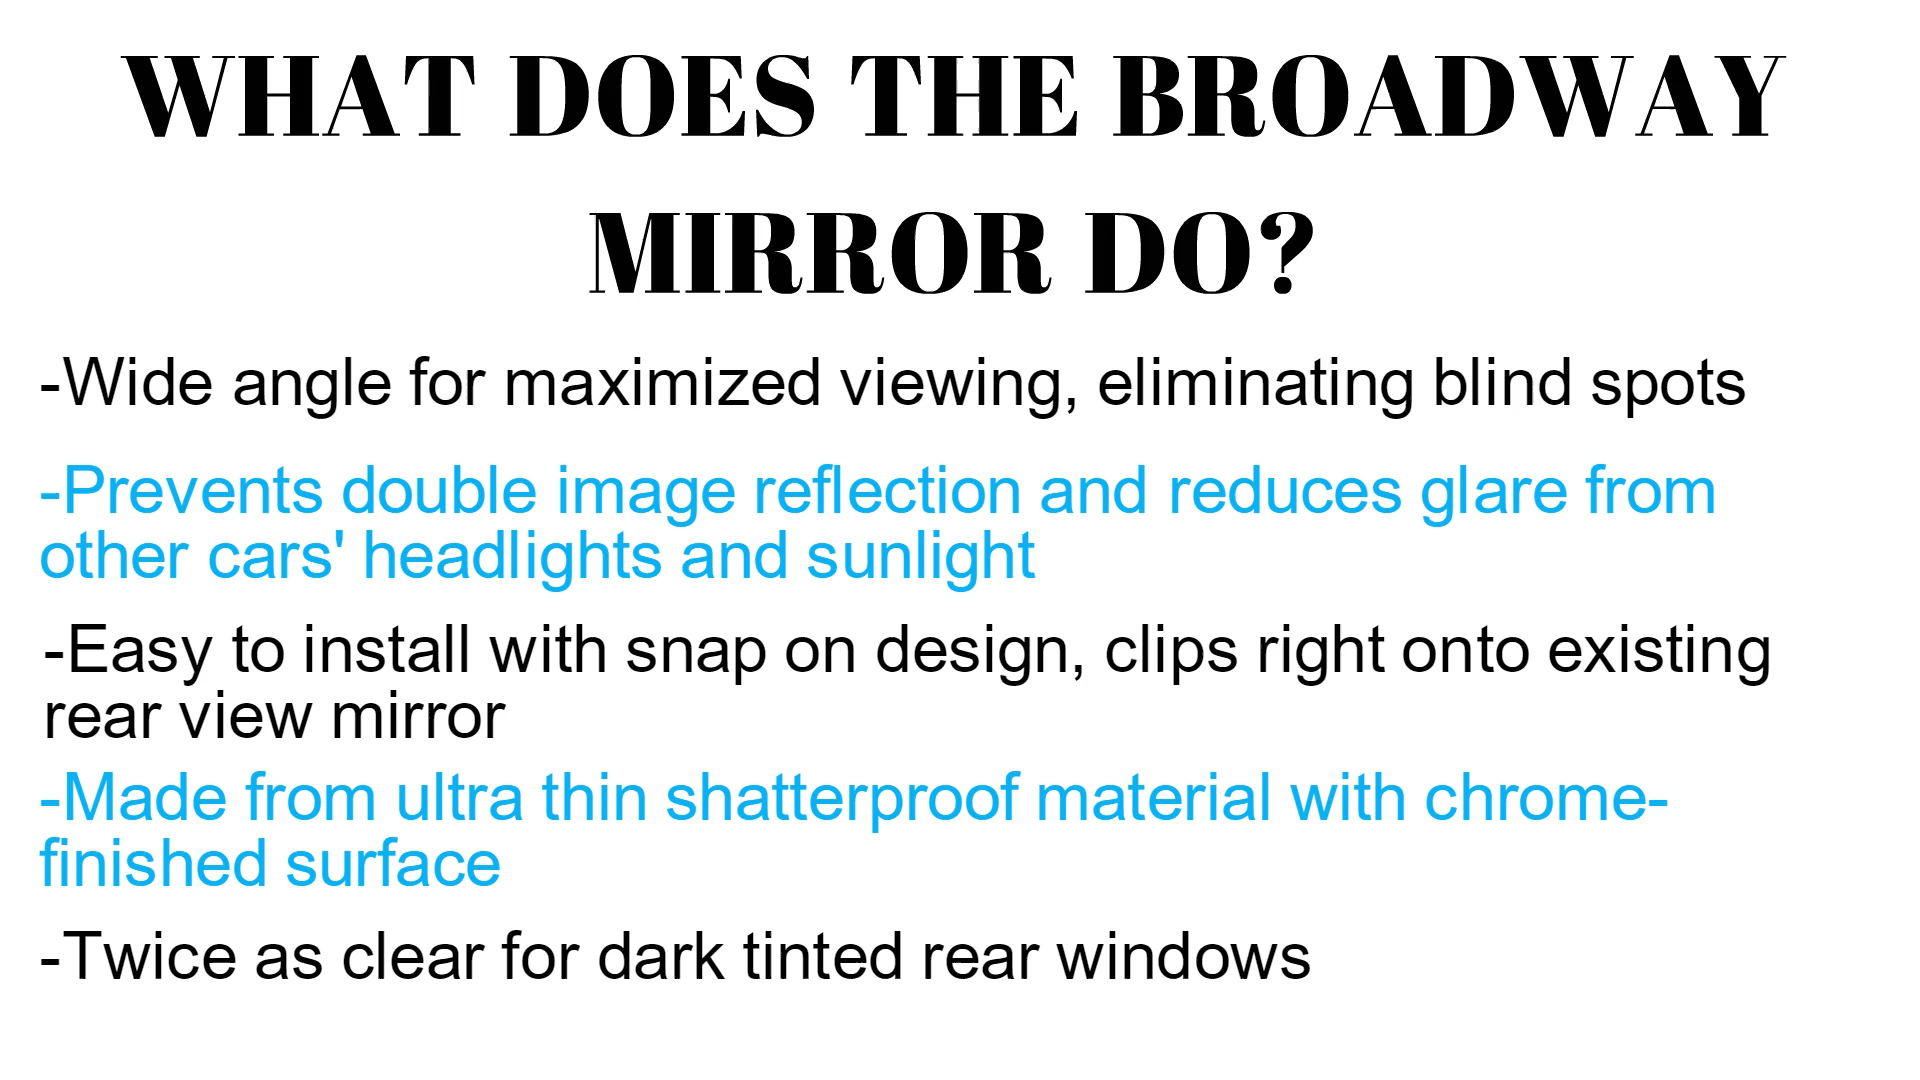 WHAT DOES THE BROADWAY
MIRROR DO?
-Wide angle for maximized viewing, eliminating blind spots
-Prevents double image reflection and reduces glare from
other cars' headlights and sunlight
-Easy to install with snap on design, clips right onto existing
rear view mirror
-Made from ultra thin shatterproof material with chrome-
finished surface
-Twice as clear for dark tinted rear windows